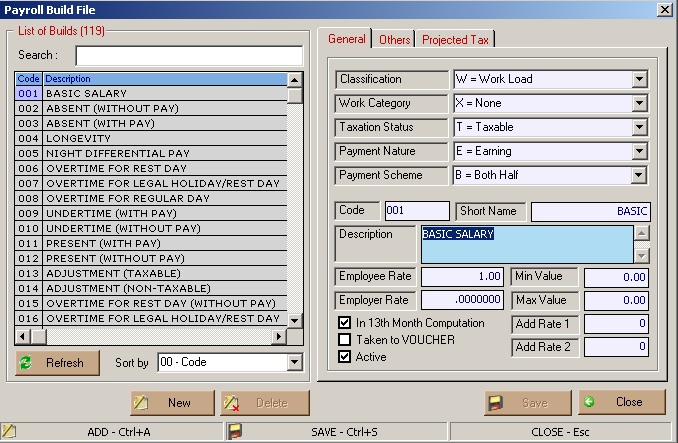 Payroll Build File
List of Builds (119)
Search :
Code Description
001 BASIC SALARY
002 ABSENT (WITHOUT PAY)
003 ABSENT (WITH PAY)
004 LONGEVITY
005 NIGHT DIFFERENTIAL PAY
006 OVERTIME FOR REST DAY
007 OVERTIME FOR LEGAL HOLIDAY/REST DAY
008 OVERTIME FOR REGULAR DAY
009 UNDERTIME (WITH PAY)
010 UNDERTIME (WITHOUT PAY)
011 PRESENT (WITH PAY)
012 PRESENT (WITHOUT PAY)
013 ADJUSTMENT (TAXABLE)
014 ADJUSTMENT (NON-TAXABLE)
015 OVERTIME FOR REST DAY (WITHOUT PAY)
016 OVERTIME FOR LEGAL HOLIDAY/REST DAY
Refresh Sort by 00 - Code
New Delete
General Others Projected Tax
Classification W = Work Load
Work Category X = None
Taxation Status T = Taxable
Payment Nature E = Earning
Payment Scheme B = Both Half
Code 001 Short Name BASIC
Description BASIC SALARY
Employee Rate 1.00 Min Value 0.00
Employer Rate .0000000 Max Value 0.00
In 13th Month Computation Add Rate 1 0
Taken to VOUCHER
Active Add Rate 2 0
Save Close
ADD - Ctrl+A SAVE - Ctrl+S CLOSE - Esc